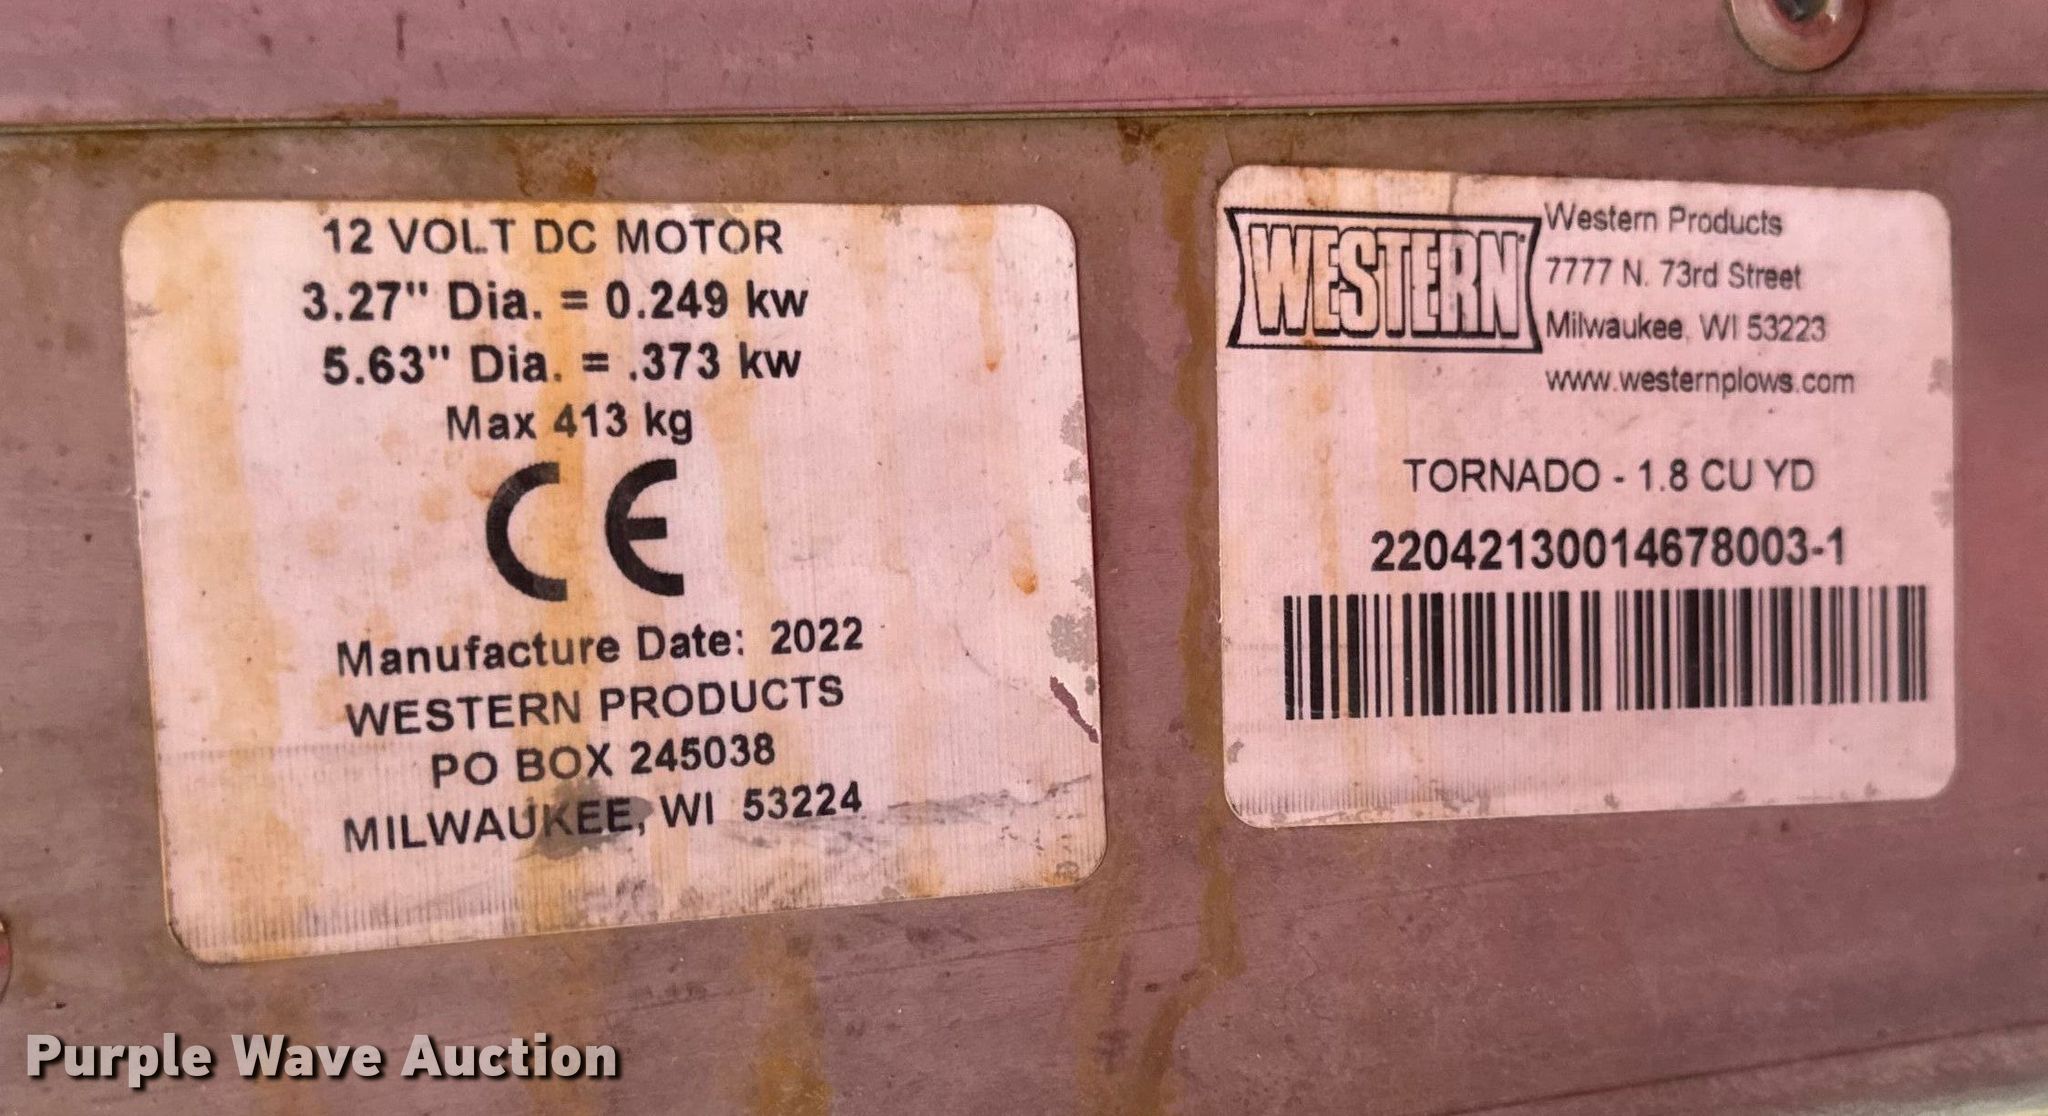 12 VOLT DC MOTOR
3.27" Dia. = 0.249 kw
5.63" Dia. = .373 kw
Max 413 kg
CE
Manufacture Date: 2022
WESTERN PRODUCTS
PO BOX 245038
MILWAUKEE, WI 53224
WESTERN
Western Products
7777 N. 73rd Street
Milwaukee, WI 53223
www.westernplows.com
TORNADO - 1.8 CU YD
22042130014678003-1
Purple Wave Auction